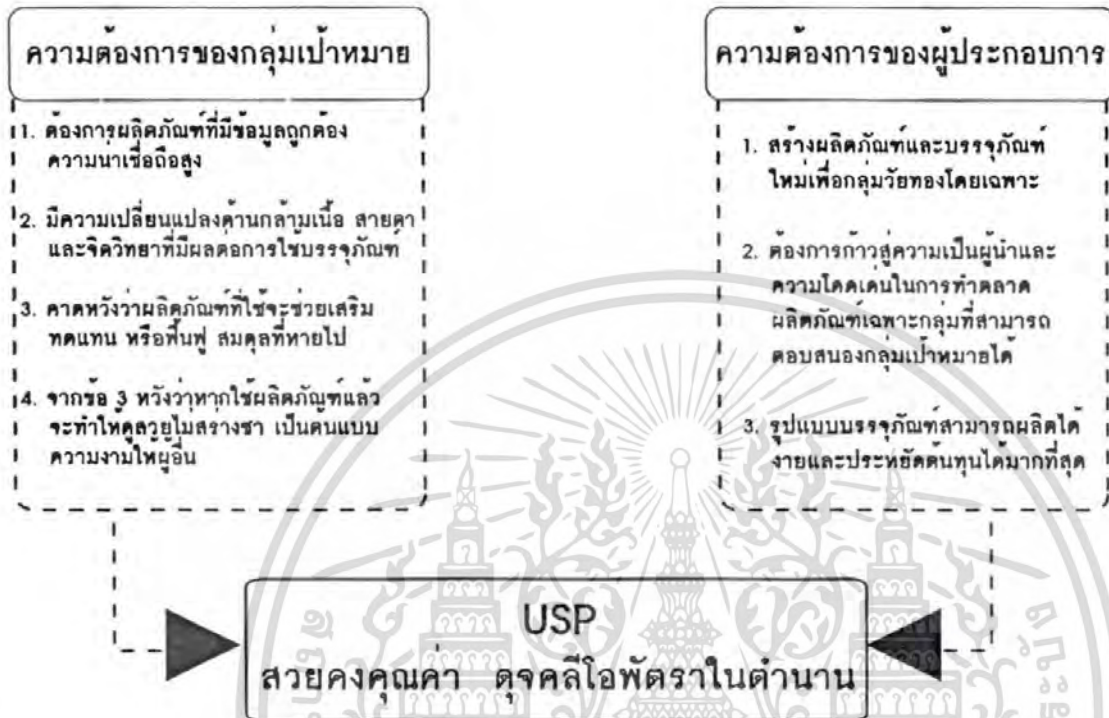 ความต้องการของกลุ่มเป้าหมาย
1. ต้องการผลิตภัณฑ์ที่มีข้อมูลถูกต้อง
ความน่าเชื่อถือสูง
2. มีความเปลี่ยนแปลงด้านกล้ามเนื้อ สายตา
และจิตวิทยาที่มีผลต่อการใช้บรรจุภัณฑ์
3. คาดหวังว่าผลิตภัณฑ์ที่ใช้จะช่วยเสริม
ทดแทน หรือฟื้นฟู สมดุลที่หายไป
4. จากข้อ 3 หวังว่าหากใช้ผลิตภัณฑ์แล้ว
จะทำให้ดูสวยไม่สร่างซา เป็นต้นแบบ
ความงามให้ผู้อื่น
ความต้องการของผู้ประกอบการ
1. สร้างผลิตภัณฑ์และบรรจุภัณฑ์
ใหม่เพื่อกลุ่มวัยทองโดยเฉพาะ
2. ต้องการก้าวสู่ความเป็นผู้นำและ
ความโดดเด่นในการทำตลาด
ผลิตภัณฑ์เฉพาะกลุ่มที่สามารถ
ตอบสนองกลุ่มเป้าหมายได้
3. รูปแบบบรรจุภัณฑ์สามารถผลิตได้
ง่ายและประหยัดต้นทุนได้มากที่สุด
USP
สวยคงคุณค่า ดุจคลีโอพัตราในตำนาน